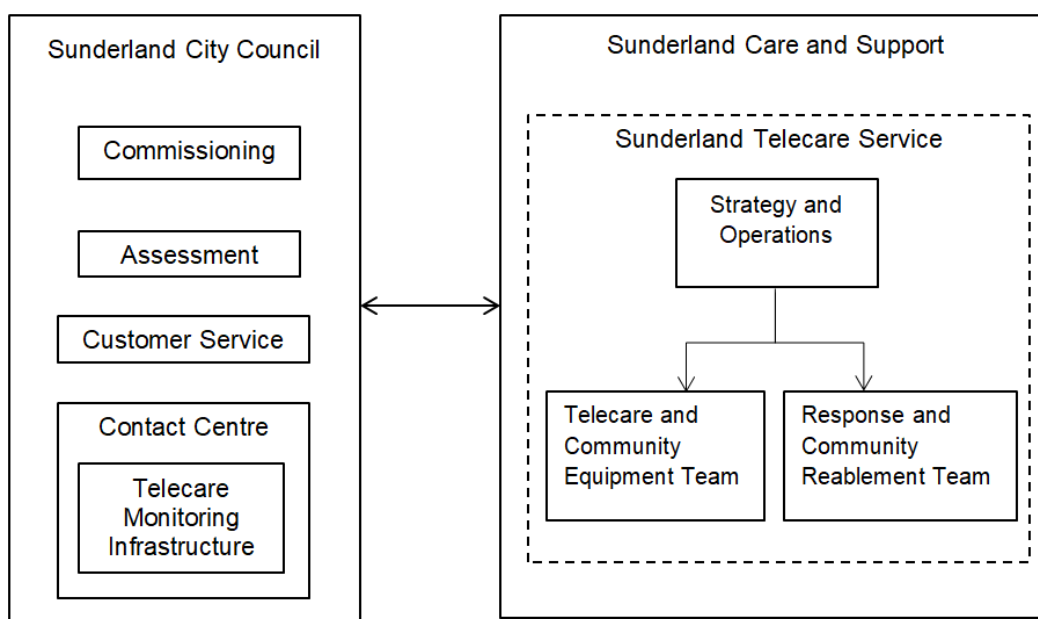 Sunderland City Council
Commissioning
Assessment
Customer Service
Contact Centre
Telecare
Monitoring
Infrastructure
Sunderland Care and Support
Sunderland Telecare Service
Strategy and
Operations
Telecare and
Community
Equipment Team
Response and
Community
Reablement Team